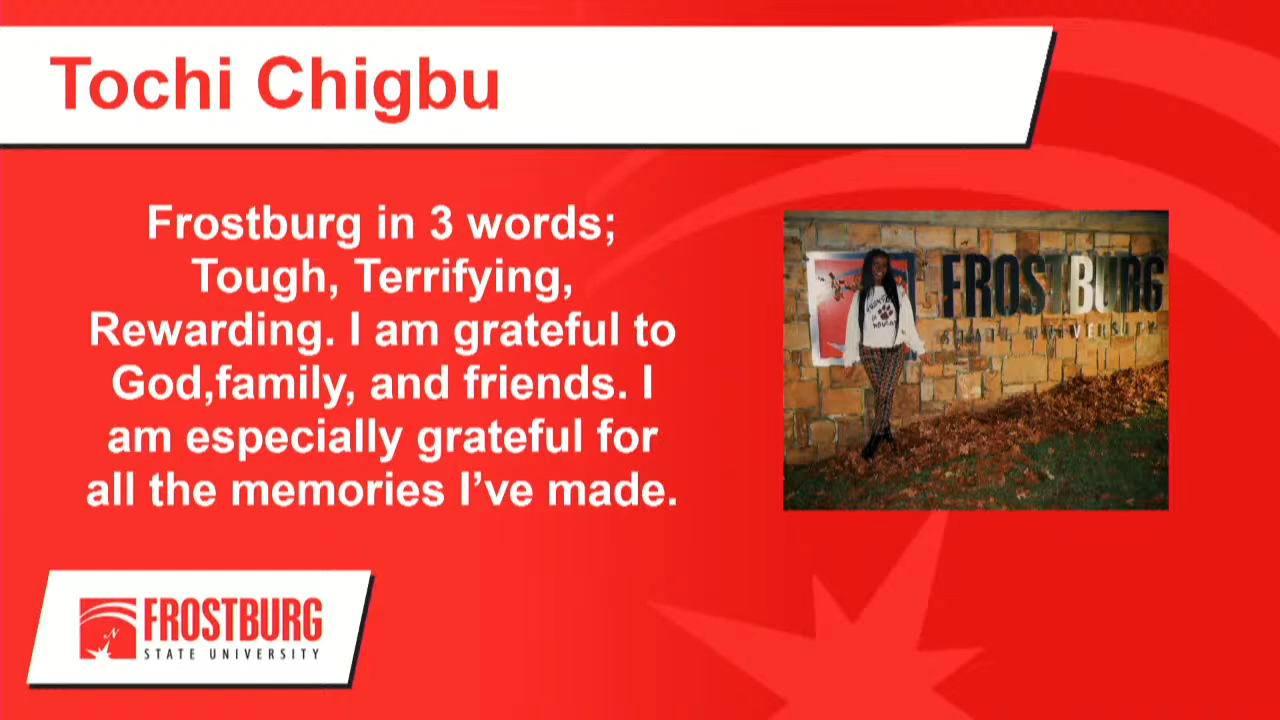 Tochi Chigbu
Frostburg in 3 words;
Tough, Terrifying,
Rewarding. I am grateful to
God,family, and friends. I
am especially grateful for
all the memories I’ve made.
FROSTBURG
STATE UNIVERSITY
FROSTBURG
STATE UNIVERSITY